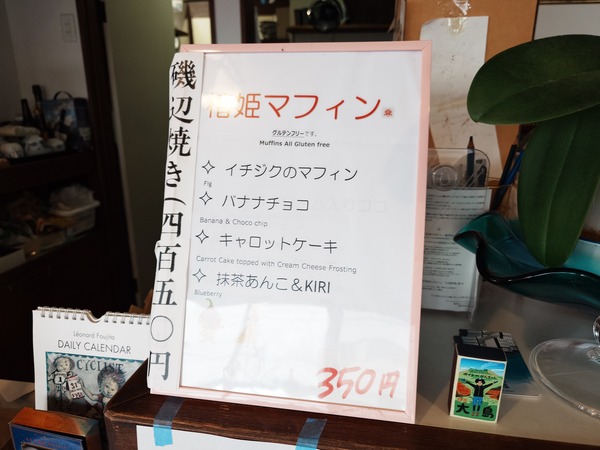 磯辺焼き(四百五〇円
椿姫マフィン
グルテンフリーです。
Muffins All Gluten free
イチジクのマフィン
Fig
バナナチョコ
Banana & Choco chip
キャロットケーキ
Carrot Cake topped with Cream Cheese Frosting
抹茶あんこ&KIRI
Blueberry
350円
Léonard Foujita
DAILY CALENDAR
CYCLIST
大!!島